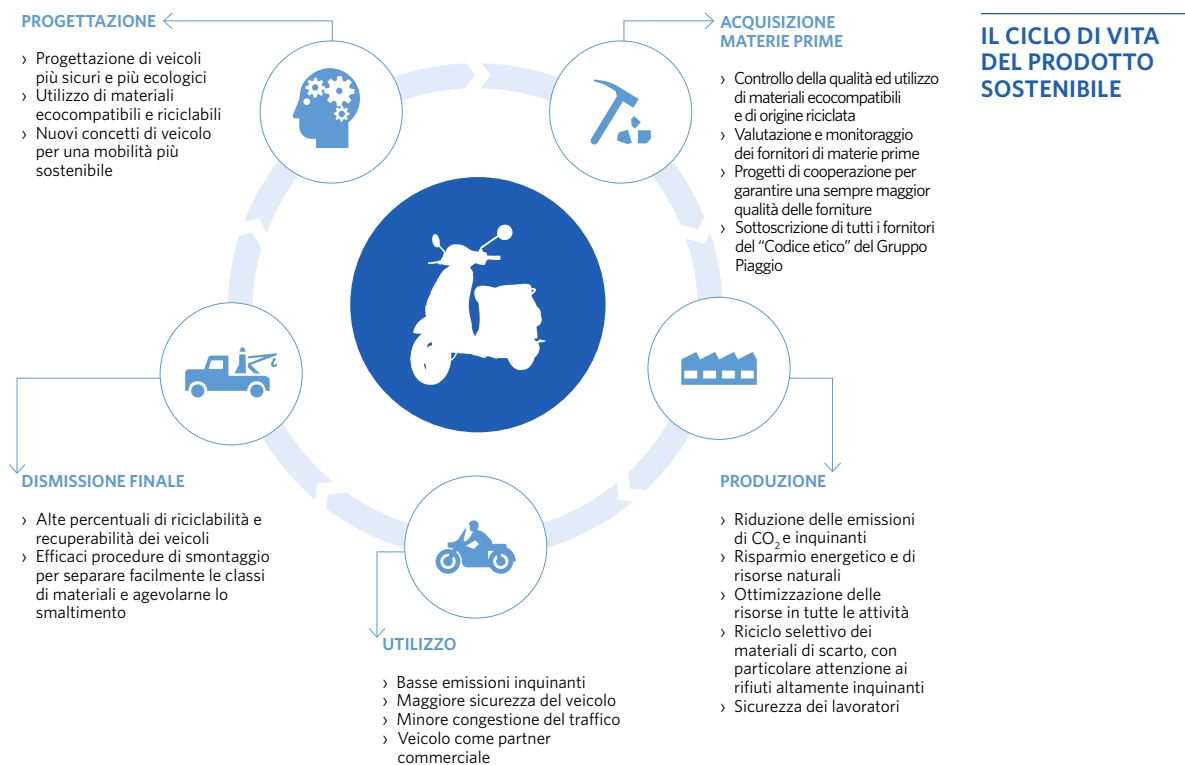 PROGETTAZIONE
› Progettazione di veicoli
più sicuri e più ecologici
› Utilizzo di materiali
ecocompatibili e riciclabili
› Nuovi concetti di veicolo
per una mobilità più
sostenibile
ACQUISIZIONE
MATERIE PRIME
› Controllo della qualità ed utilizzo
di materiali ecocompatibili
e di origine riciclata
› Valutazione e monitoraggio
dei fornitori di materie prime
› Progetti di cooperazione per
garantire una sempre maggior
qualità delle forniture
› Sottoscrizione di tutti i fornitori
del “Codice etico” del Gruppo
Piaggio
IL CICLO DI VITA
DEL PRODOTTO
SOSTENIBILE
DISMISSIONE FINALE
› Alte percentuali di riciclabilità e
recuperabilità dei veicoli
› Efficaci procedure di smontaggio
per separare facilmente le classi
di materiali e agevolarne lo
smaltimento
UTILIZZO
› Basse emissioni inquinanti
› Maggiore sicurezza del veicolo
› Minore congestione del traffico
› Veicolo come partner
commerciale
PRODUZIONE
› Riduzione delle emissioni
di CO₂ e inquinanti
› Risparmio energetico e di
risorse naturali
› Ottimizzazione delle
risorse in tutte le attività
› Riciclo selettivo dei
materiali di scarto, con
particolare attenzione ai
rifiuti altamente inquinanti
› Sicurezza dei lavoratori